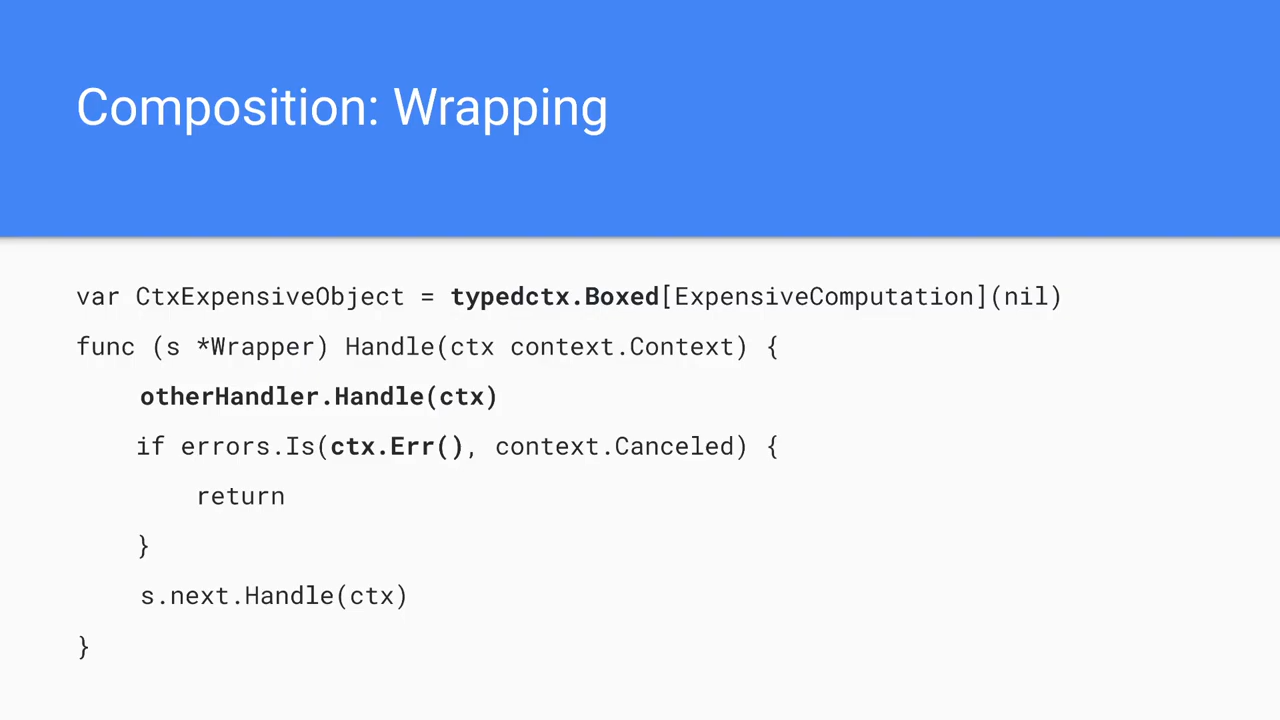 Composition: Wrapping
var CtxExpensiveObject = typedctx.Boxed[ExpensiveComputation](nil)
func (s *Wrapper) Handle(ctx context.Context) {
otherHandler.Handle(ctx)
if errors.Is(ctx.Err(), context.Canceled) {
return
}
s.next.Handle(ctx)
}